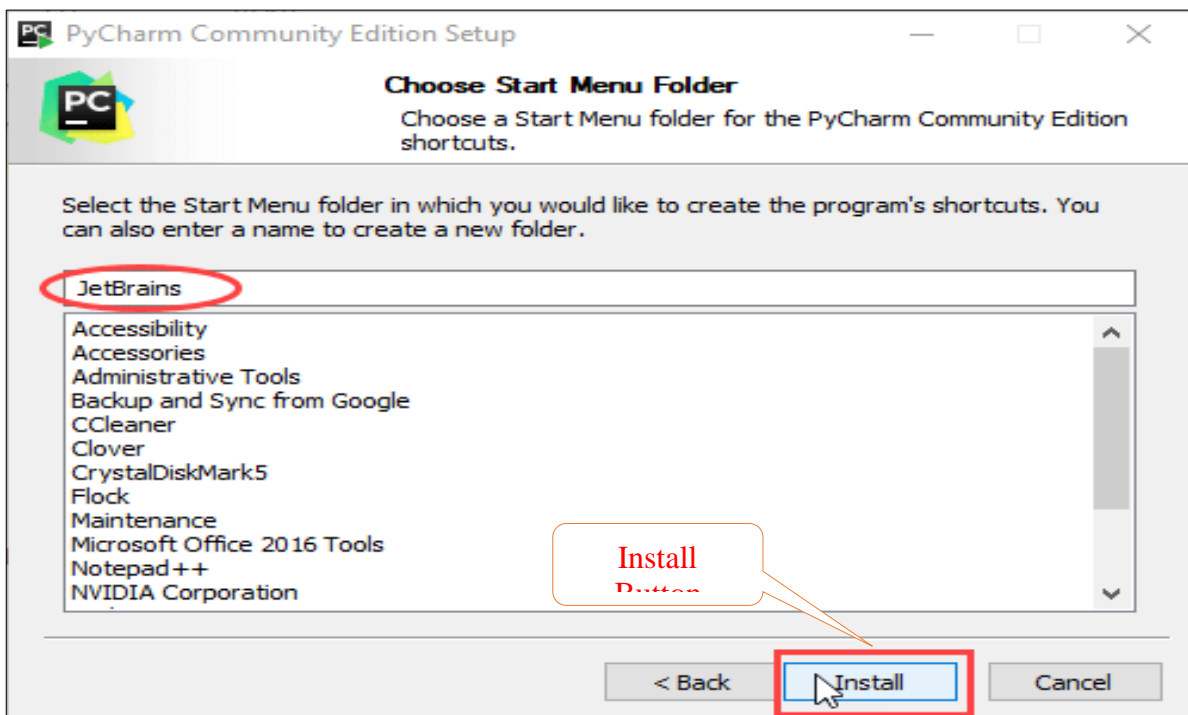 PyCharm Community Edition Setup
PC
Choose Start Menu Folder
Choose a Start Menu folder for the PyCharm Community Edition
shortcuts.
Select the Start Menu folder in which you would like to create the program's shortcuts. You
can also enter a name to create a new folder.
JetBrains
Accessibility
Accessories
Administrative Tools
Backup and Sync from Google
CCleaner
Clover
CrystalDiskMark5
Flock
Maintenance
Microsoft Office 2016 Tools
Notepad++
NVIDIA Corporation
Install
Button
< Back
Install
Cancel